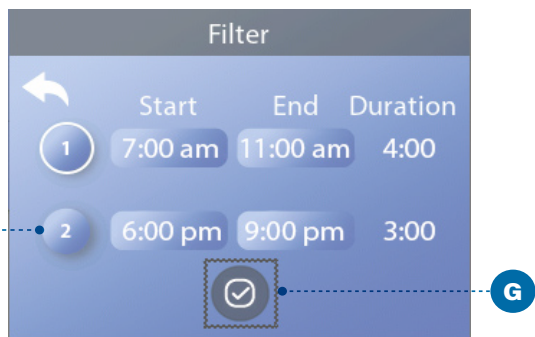 Filter
Start End Duration
1 7:00 am 11:00 am 4:00
2 6:00 pm 9:00 pm 3:00
G